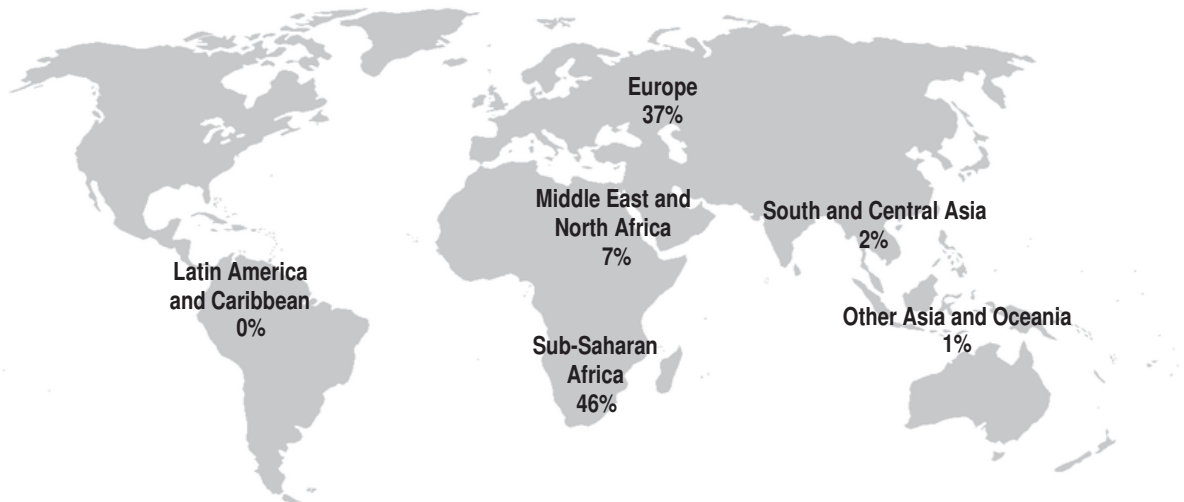 Europe
37%
Middle East and
North Africa
7%
South and Central Asia
2%
Latin America
and Caribbean
0%
Other Asia and Oceania
1%
Sub-Saharan
Africa
46%